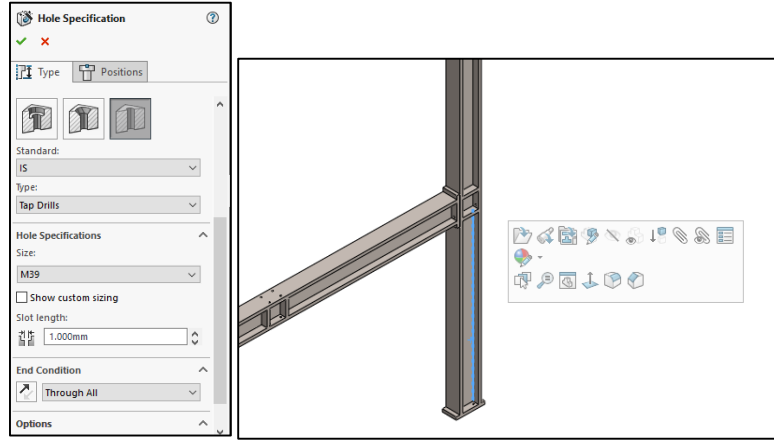 Hole Specification
Type
Positions
Standard:
IS
Type:
Tap Drills
Hole Specifications
Size:
M39
Show custom sizing
Slot length:
1.000mm
End Condition
Through All
Options